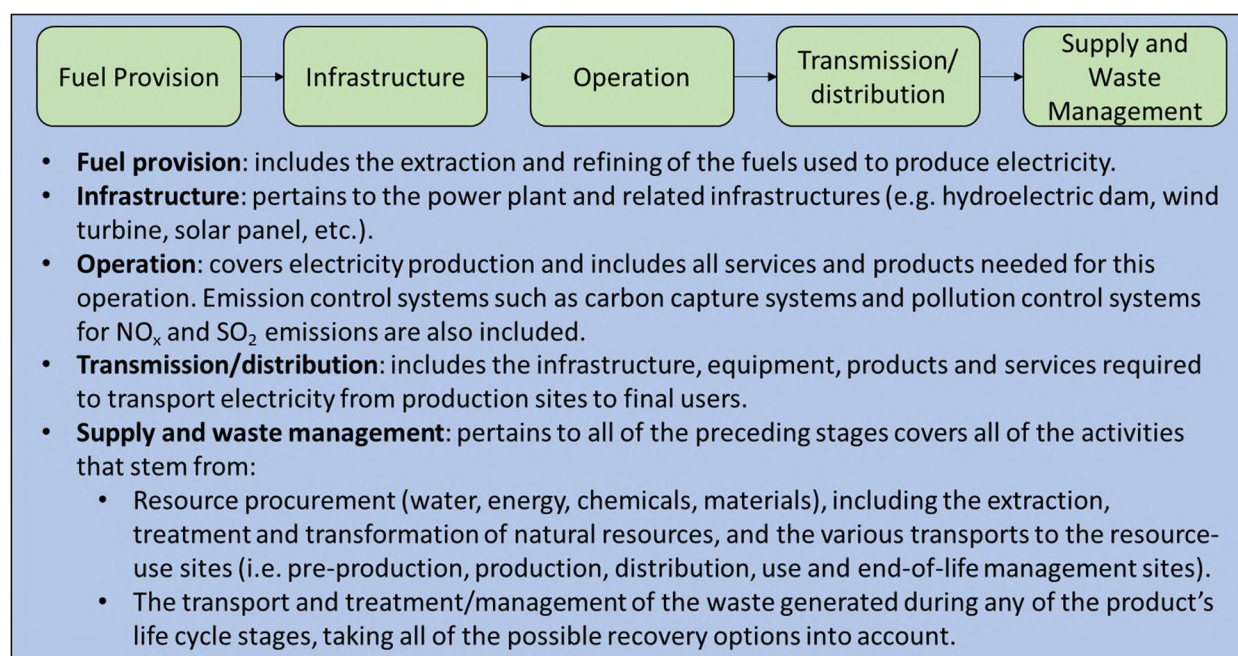 Fuel Provision
Infrastructure
Operation
Transmission/
distribution
Supply and
Waste
Management
• Fuel provision: includes the extraction and refining of the fuels used to produce electricity.
• Infrastructure: pertains to the power plant and related infrastructures (e.g. hydroelectric dam, wind
turbine, solar panel, etc.).
• Operation: covers electricity production and includes all services and products needed for this
operation. Emission control systems such as carbon capture systems and pollution control systems
for NOx and SO2 emissions are also included.
• Transmission/distribution: includes the infrastructure, equipment, products and services required
to transport electricity from production sites to final users.
• Supply and waste management: pertains to all of the preceding stages covers all of the activities
that stem from:
• Resource procurement (water, energy, chemicals, materials), including the extraction,
treatment and transformation of natural resources, and the various transports to the resource-
use sites (i.e. pre-production, production, distribution, use and end-of-life management sites).
• The transport and treatment/management of the waste generated during any of the product’s
life cycle stages, taking all of the possible recovery options into account.